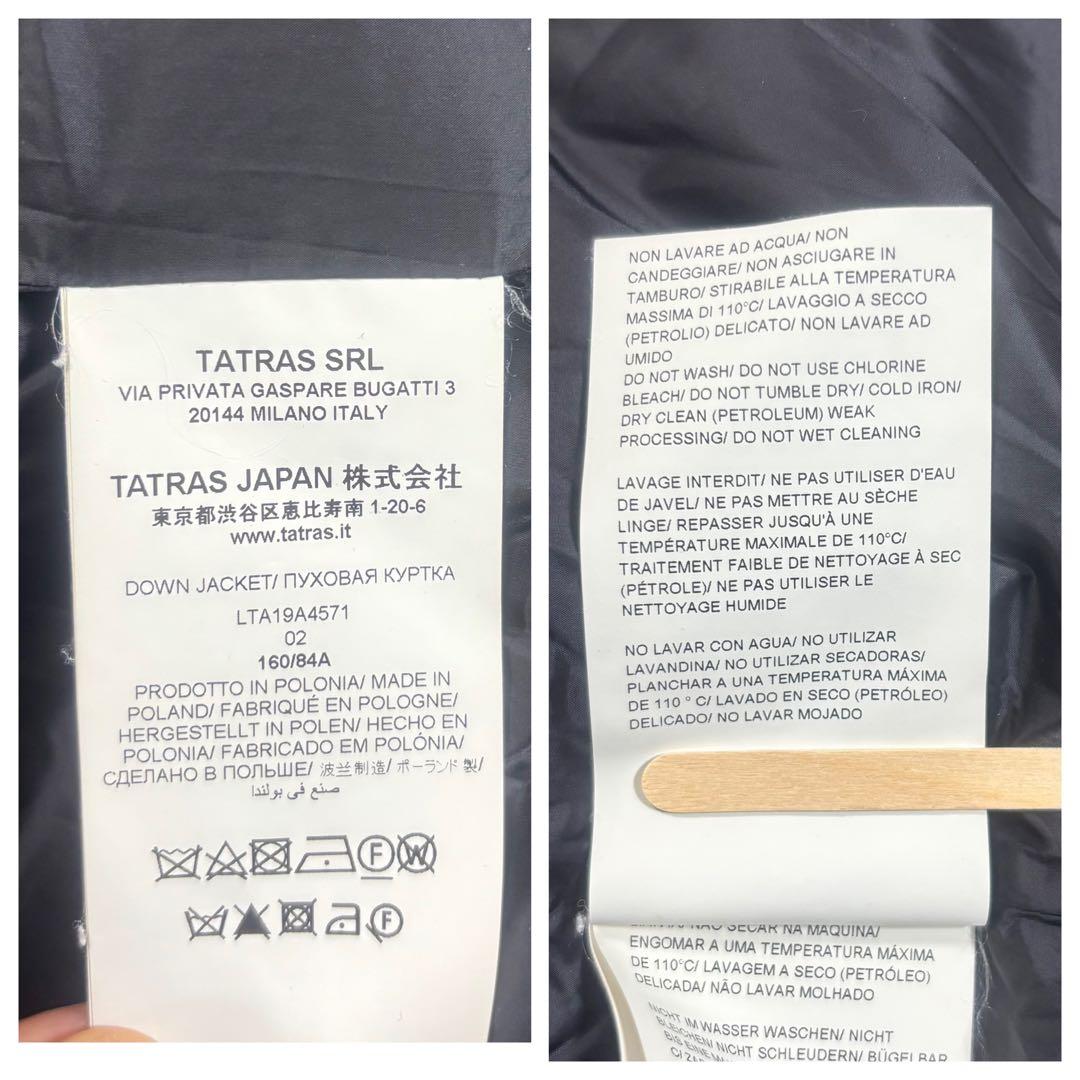 TATRAS SRL
VIA PRIVATA GASPARE BUGATTI 3
20144 MILANO ITALY
TATRAS JAPAN 株式会社
東京都渋谷区恵比寿南 1-20-6
www.tatras.it
DOWN JACKET/ ПУХОВАЯ КУРТКА
LTA19A4571
02
160/84A
PRODOTTO IN POLONIA/ MADE IN
POLAND/ FABRIQUÉ EN POLOGNE/
HERGESTELLT IN POLEN/ HECHO EN
POLONIA/ FABRICADO EM POLÓNIA/
СДЕЛАНО В ПОЛЬШЕ/ 波兰制造/ ポーランド製/
صنع في بولندا
F W
F
NON LAVARE AD ACQUA/ NON
CANDEGGIARE/ NON ASCIUGARE IN
TAMBURO/ STIRABILE ALLA TEMPERATURA
MASSIMA DI 110°C/ LAVAGGIO A SECCO
(PETROLIO) DELICATO/ NON LAVARE AD
UMIDO
DO NOT WASH/ DO NOT USE CHLORINE
BLEACH/ DO NOT TUMBLE DRY/ COLD IRON/
DRY CLEAN (PETROLEUM) WEAK
PROCESSING/ DO NOT WET CLEANING
LAVAGE INTERDIT/ NE PAS UTILISER D'EAU
DE JAVEL/ NE PAS METTRE AU SÈCHE
LINGE/ REPASSER JUSQU'À UNE
TEMPÉRATURE MAXIMALE DE 110°C/
TRAITEMENT FAIBLE DE NETTOYAGE À SEC
(PÉTROLE)/ NE PAS UTILISER LE
NETTOYAGE HUMIDE
NO LAVAR CON AGUA/ NO UTILIZAR
LAVANDINA/ NO UTILIZAR SECADORAS/
PLANCHAR A UNA TEMPERATURA MÁXIMA
DE 110 ° C/ LAVADO EN SECO (PETRÓLEO)
DELICADO/ NO LAVAR MOJADO
NÃO SECAR NA MÁQUINA/
ENGOMAR A UMA TEMPERATURA MÁXIMA
DE 110°C/ LAVAGEM A SECO (PETRÓLEO)
DELICADA/ NÃO LAVAR MOLHADO
NICHT IM WASSER WASCHEN/ NICHT
BLEICHEN/ NICHT SCHLEUDERN/ BÜGELBAR
BIS EINE